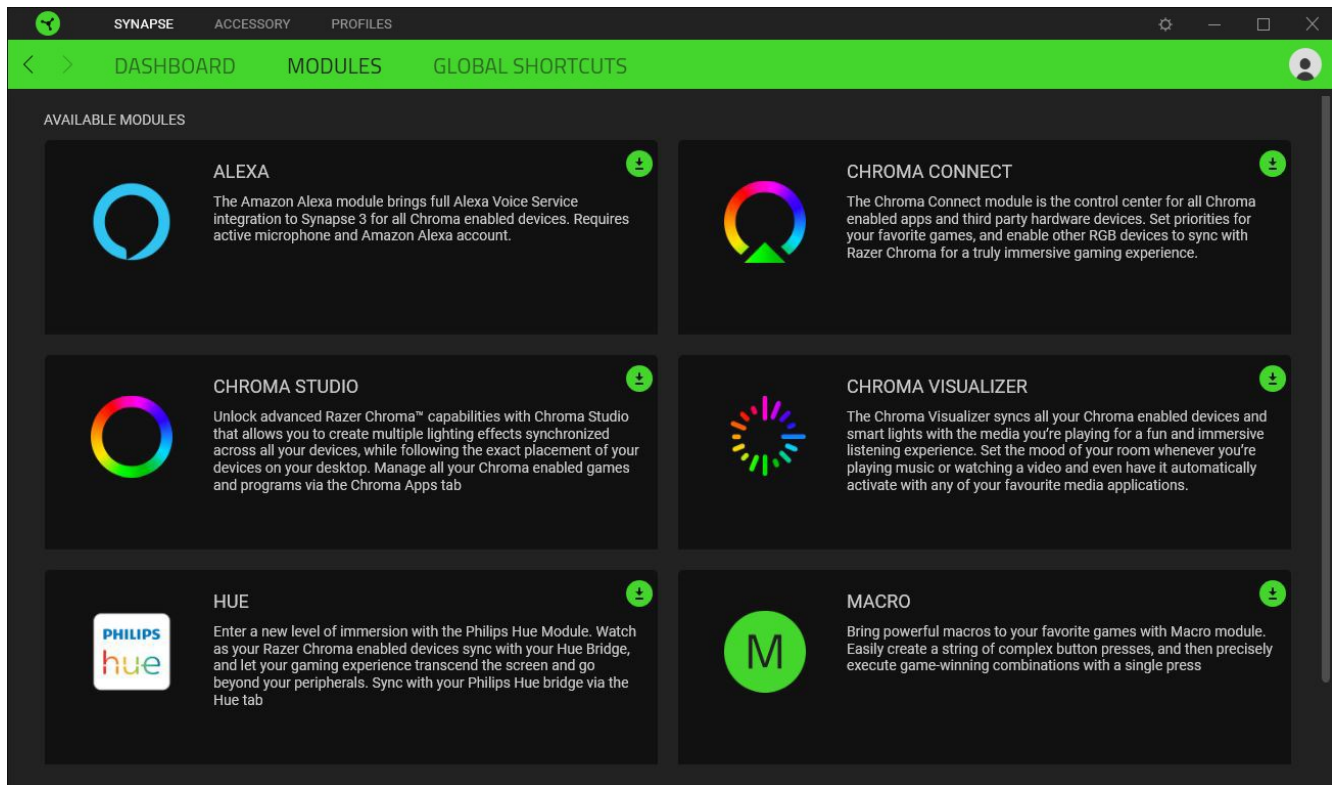 SYNAPSE ACCESSORY PROFILES
DASHBOARD MODULES GLOBAL SHORTCUTS
AVAILABLE MODULES
ALEXA
The Amazon Alexa module brings full Alexa Voice Service
integration to Synapse 3 for all Chroma enabled devices. Requires
active microphone and Amazon Alexa account.
CHROMA CONNECT
The Chroma Connect module is the control center for all Chroma
enabled apps and third party hardware devices. Set priorities for
your favorite games, and enable other RGB devices to sync with
Razer Chroma for a truly immersive gaming experience.
CHROMA STUDIO
Unlock advanced Razer Chroma™ capabilities with Chroma Studio
that allows you to create multiple lighting effects synchronized
across all your devices, while following the exact placement of your
devices on your desktop. Manage all your Chroma enabled games
and programs via the Chroma Apps tab
CHROMA VISUALIZER
The Chroma Visualizer syncs all your Chroma enabled devices and
smart lights with the media you're playing for a fun and immersive
listening experience. Set the mood of your room whenever you're
playing music or watching a video and even have it automatically
activate with any of your favourite media applications.
PHILIPS
hue
HUE
Enter a new level of immersion with the Philips Hue Module. Watch
as your Razer Chroma enabled devices sync with your Hue Bridge,
and let your gaming experience transcend the screen and go
beyond your peripherals. Sync with your Philips Hue bridge via the
Hue tab
M
MACRO
Bring powerful macros to your favorite games with Macro module.
Easily create a string of complex button presses, and then precisely
execute game-winning combinations with a single press